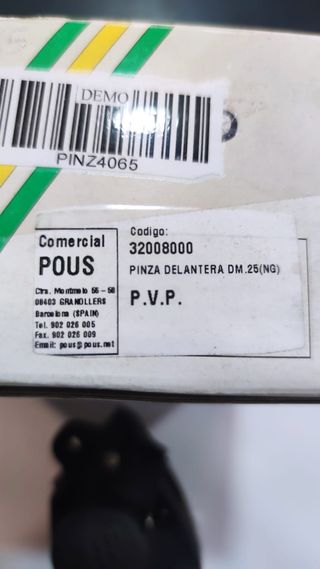 DEMO
PINZ4065
Comercial
POUS
Ctra. Montmelo 56-58
08403 GRANOLLERS
Barcelona (SPAIN)
Tel. 902 026 005
Fax. 902 026 009
Email: pous@pous.net
Codigo:
32008000
PINZA DELANTERA DM.25(NG)
P.V.P.